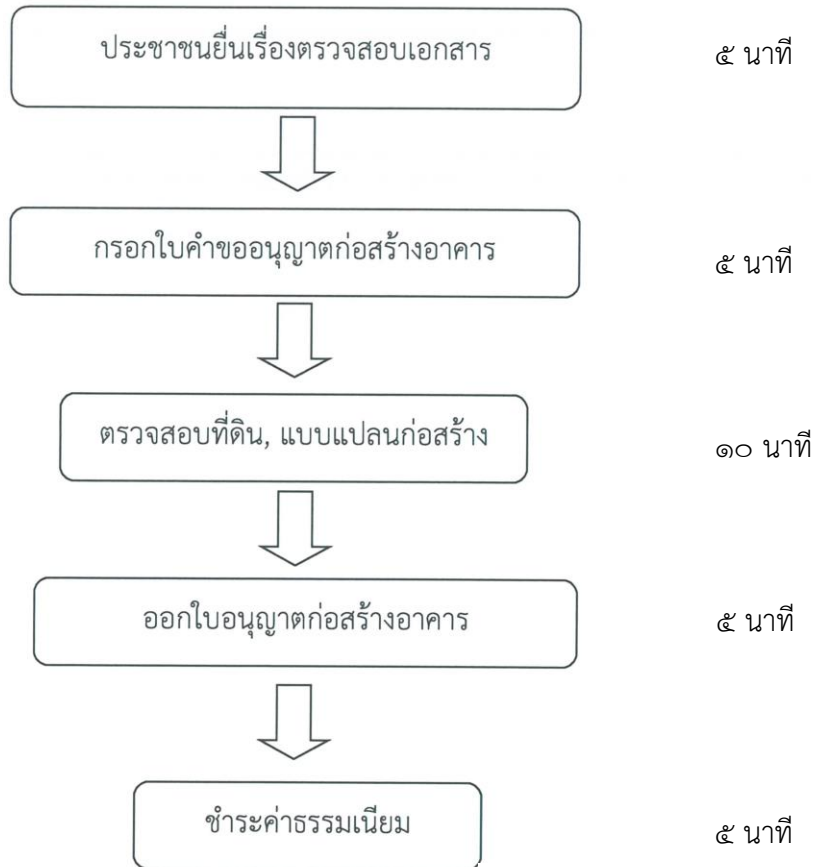 ประชาชนยื่นเรื่องตรวจสอบเอกสาร ๕ นาที
กรอกใบคำขออนุญาตก่อสร้างอาคาร ๕ นาที
ตรวจสอบที่ดิน, แบบแปลนก่อสร้าง ๑๐ นาที
ออกใบอนุญาตก่อสร้างอาคาร ๕ นาที
ชำระค่าธรรมเนียม ๕ นาที